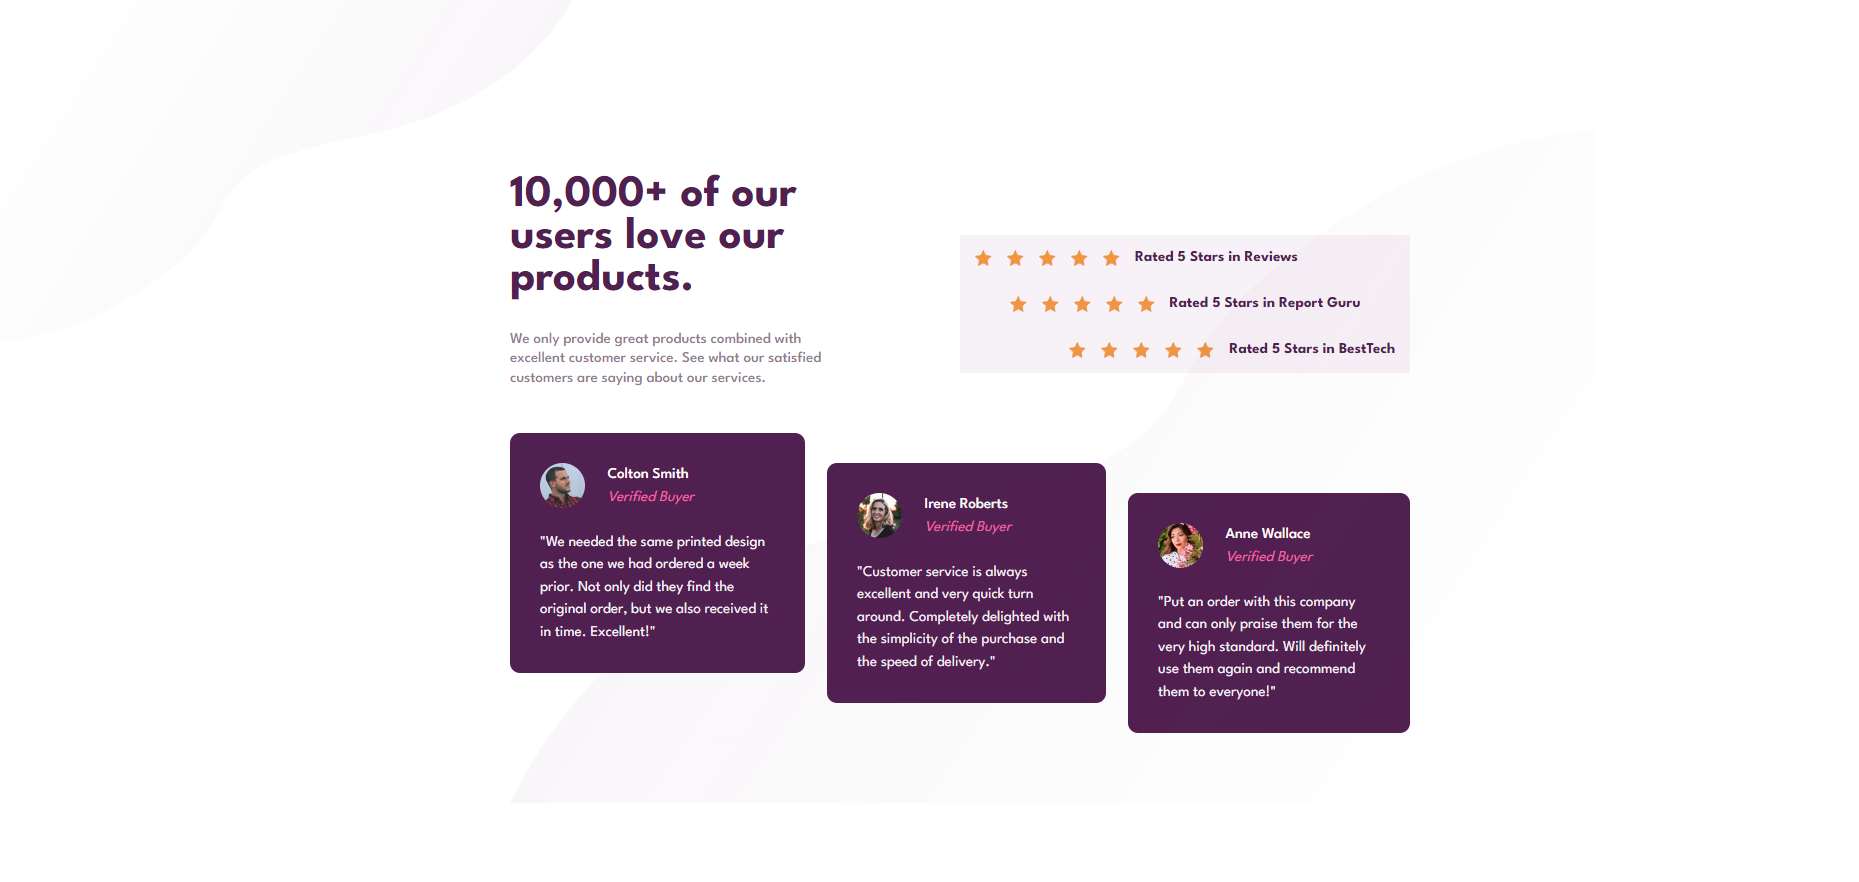 10,000+ of our
users love our
products.
We only provide great products combined with
excellent customer service. See what our satisfied
customers are saying about our services.
Rated 5 Stars in Reviews
Rated 5 Stars in Report Guru
Rated 5 Stars in BestTech
Colton Smith
Verified Buyer
"We needed the same printed design
as the one we had ordered a week
prior. Not only did they find the
original order, but we also received it
in time. Excellent!"
Irene Roberts
Verified Buyer
"Customer service is always
excellent and very quick turn
around. Completely delighted with
the simplicity of the purchase and
the speed of delivery."
Anne Wallace
Verified Buyer
"Put an order with this company
and can only praise them for the
very high standard. Will definitely
use them again and recommend
them to everyone!"